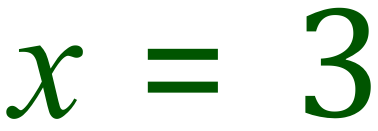 x = 3